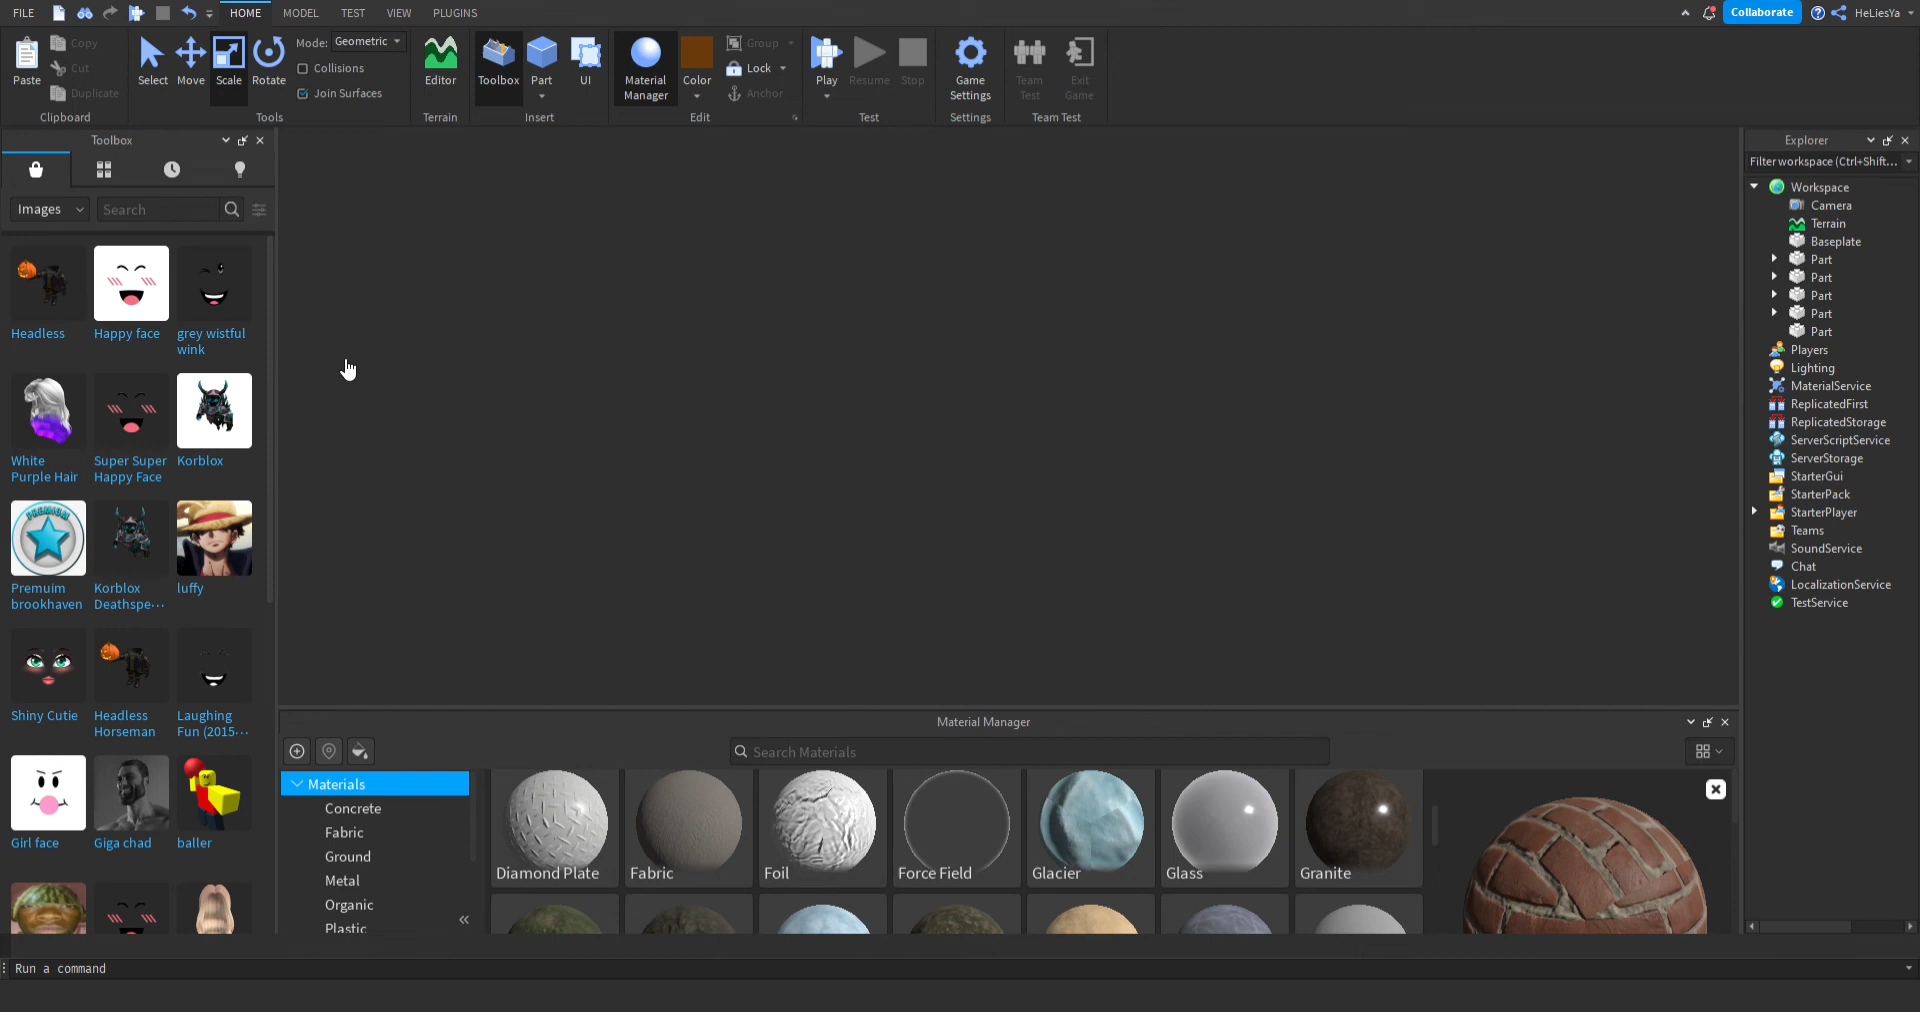 FILE HOME MODEL TEST VIEW PLUGINS Collaborate HeLiesYa
Paste Copy Cut Duplicate Clipboard
Select Move Scale Rotate Mode: Geometric Collisions Join Surfaces Tools
Editor Terrain
Toolbox Part UI Insert
Material Manager Color Group Lock Anchor Edit
Play Resume Stop Test
Game Settings Settings
Team Test Exit Game Team Test
Toolbox
Images Search
Headless Happy face grey wistful wink
White Purple Hair Super Super Happy Face Korblox
PREMIUM
Premuim brookhaven Korblox Deathspe... luffy
Shiny Cutie Headless Horseman Laughing Fun (2015-...
Girl face Giga chad baller
Material Manager
Search Materials
Materials
Concrete
Fabric
Ground
Metal
Organic
Plastic
Diamond Plate Fabric Foil Force Field Glacier Glass Granite
Explorer
Filter workspace (Ctrl+Shift...
Workspace
Camera
Terrain
Baseplate
Part
Part
Part
Part
Part
Players
Lighting
MaterialService
ReplicatedFirst
ReplicatedStorage
ServerScriptService
ServerStorage
StarterGui
StarterPack
StarterPlayer
Teams
SoundService
Chat
LocalizationService
TestService
Run a command